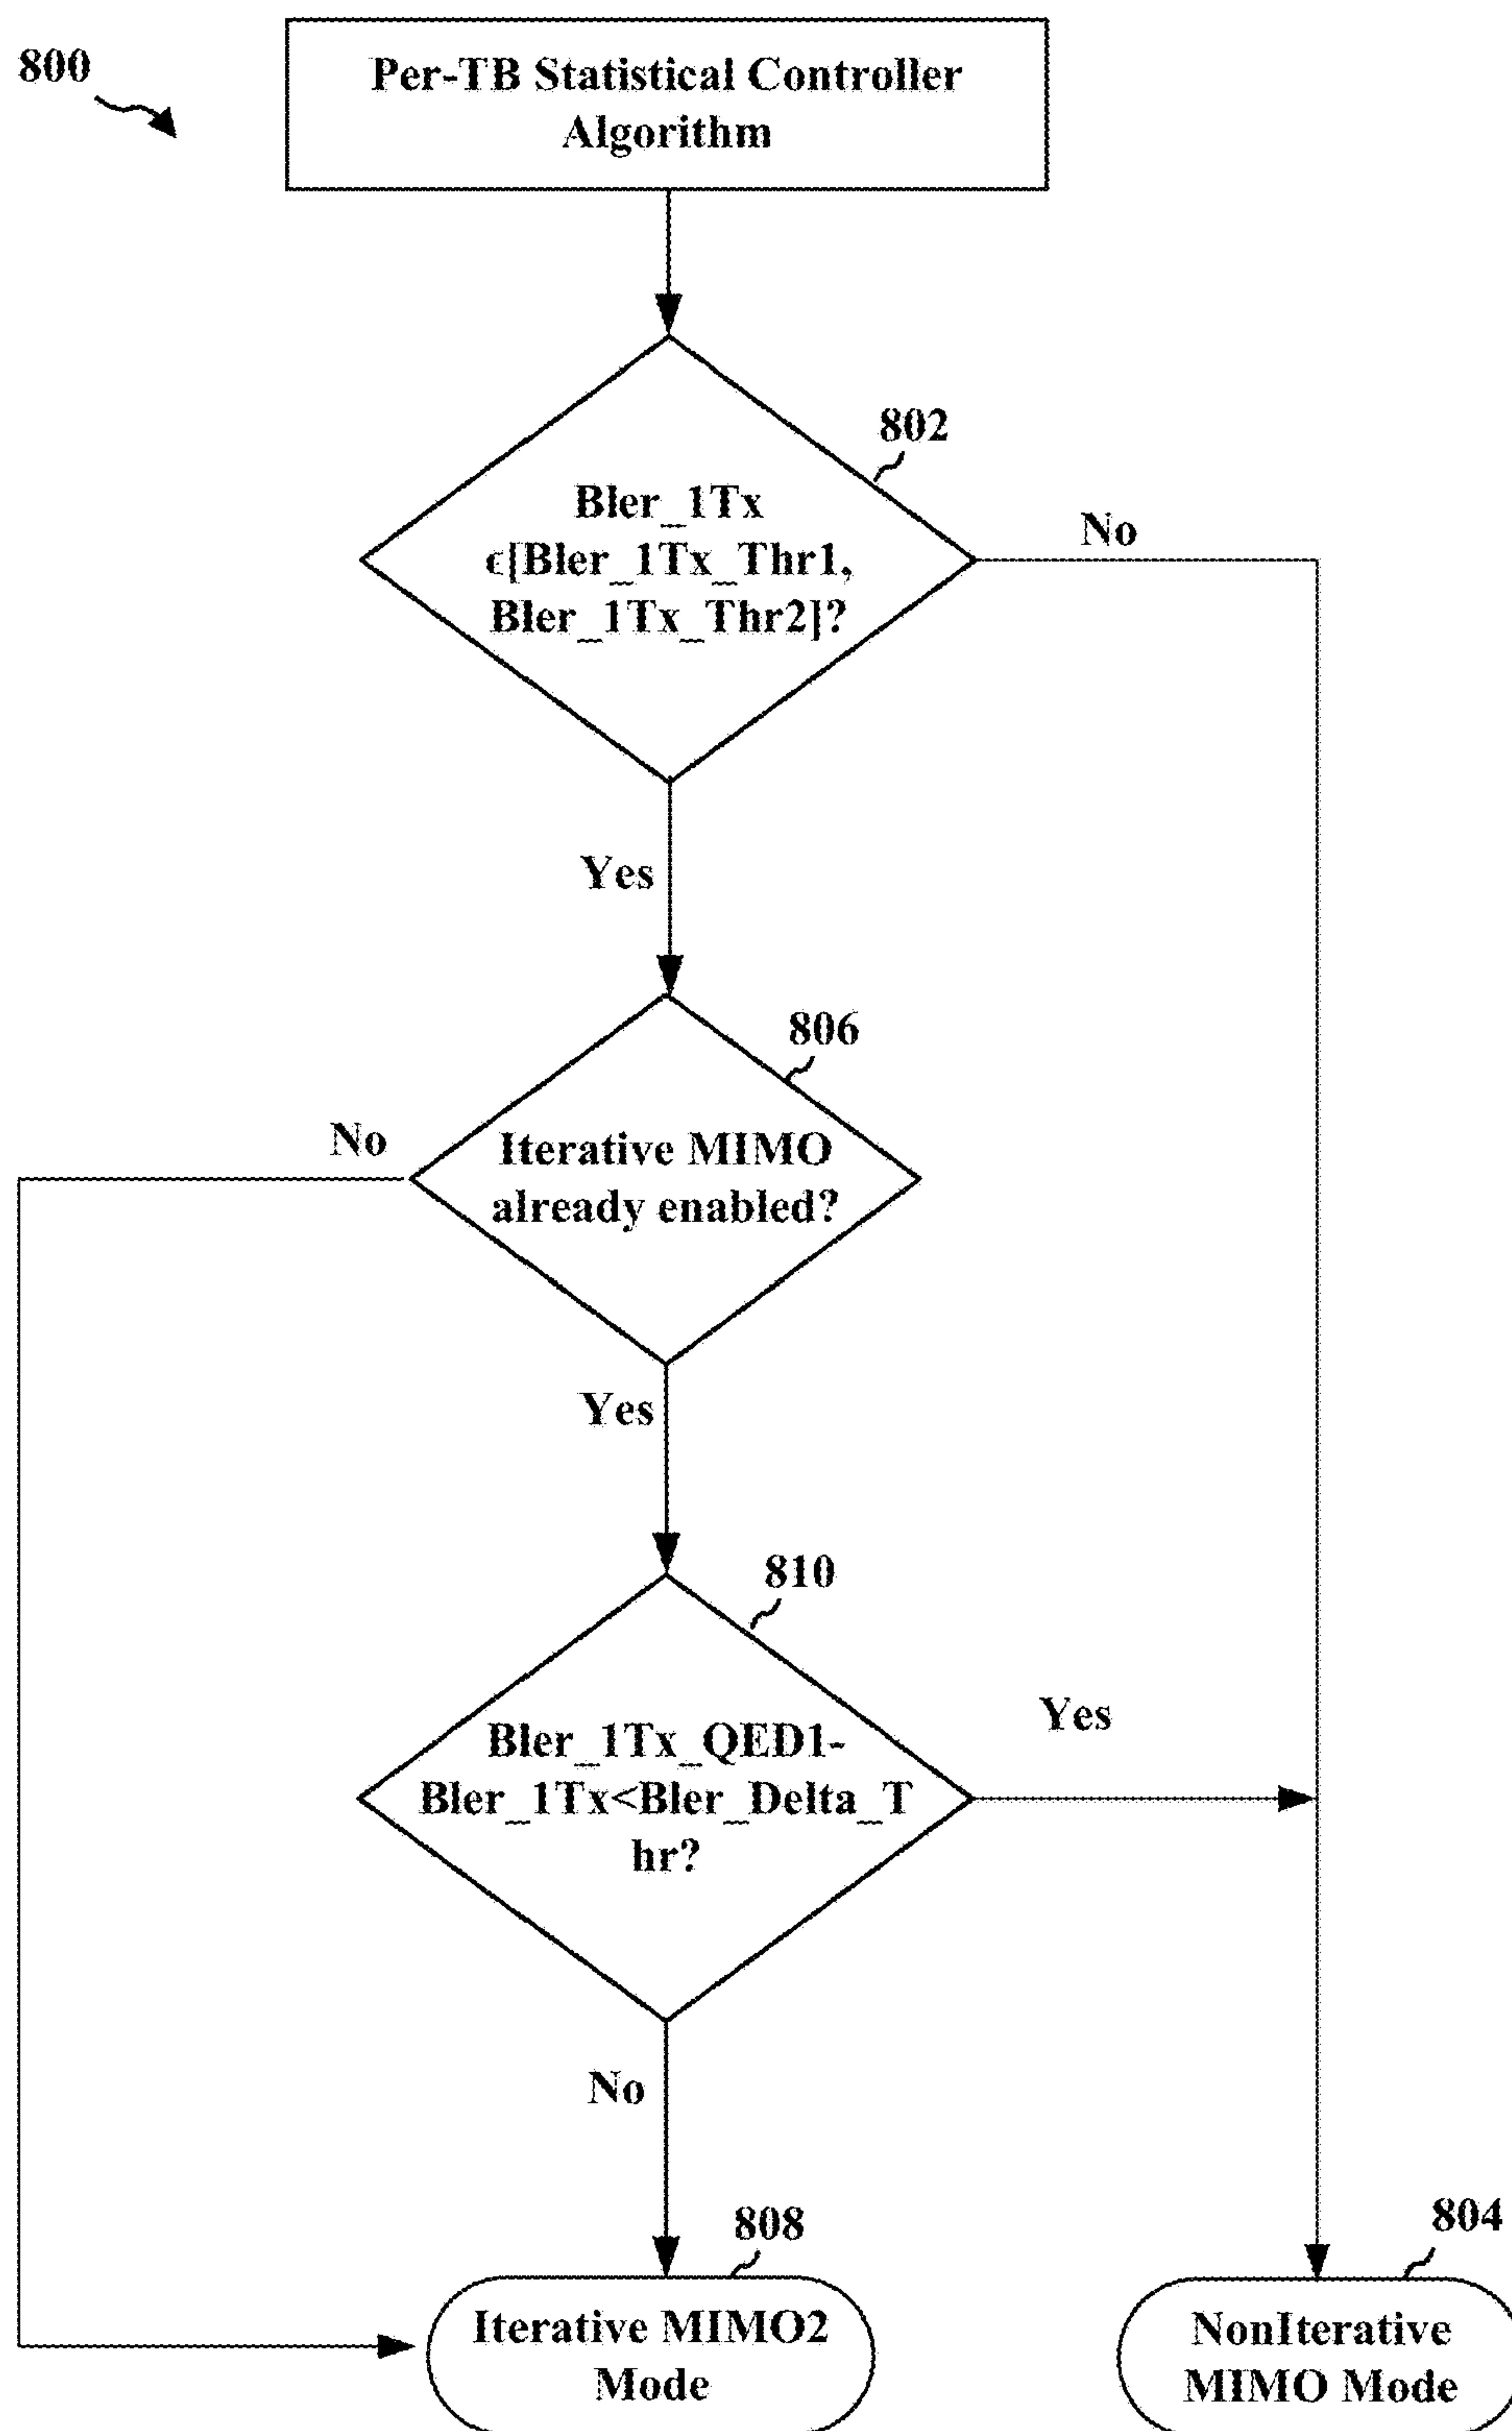 800
Per-TB Statistical Controller
Algorithm
802
Bler_1Tx
ϵ[Bler_1Tx_Thr1,
Bler_1Tx_Thr2]?
No
Yes
806
Iterative MIMO
already enabled?
No
Yes
810
Bler_1Tx_QED1-
Bler_1Tx<Bler_Delta_T
hr?
Yes
No
808
Iterative MIMO2
Mode
804
NonIterative
MIMO Mode